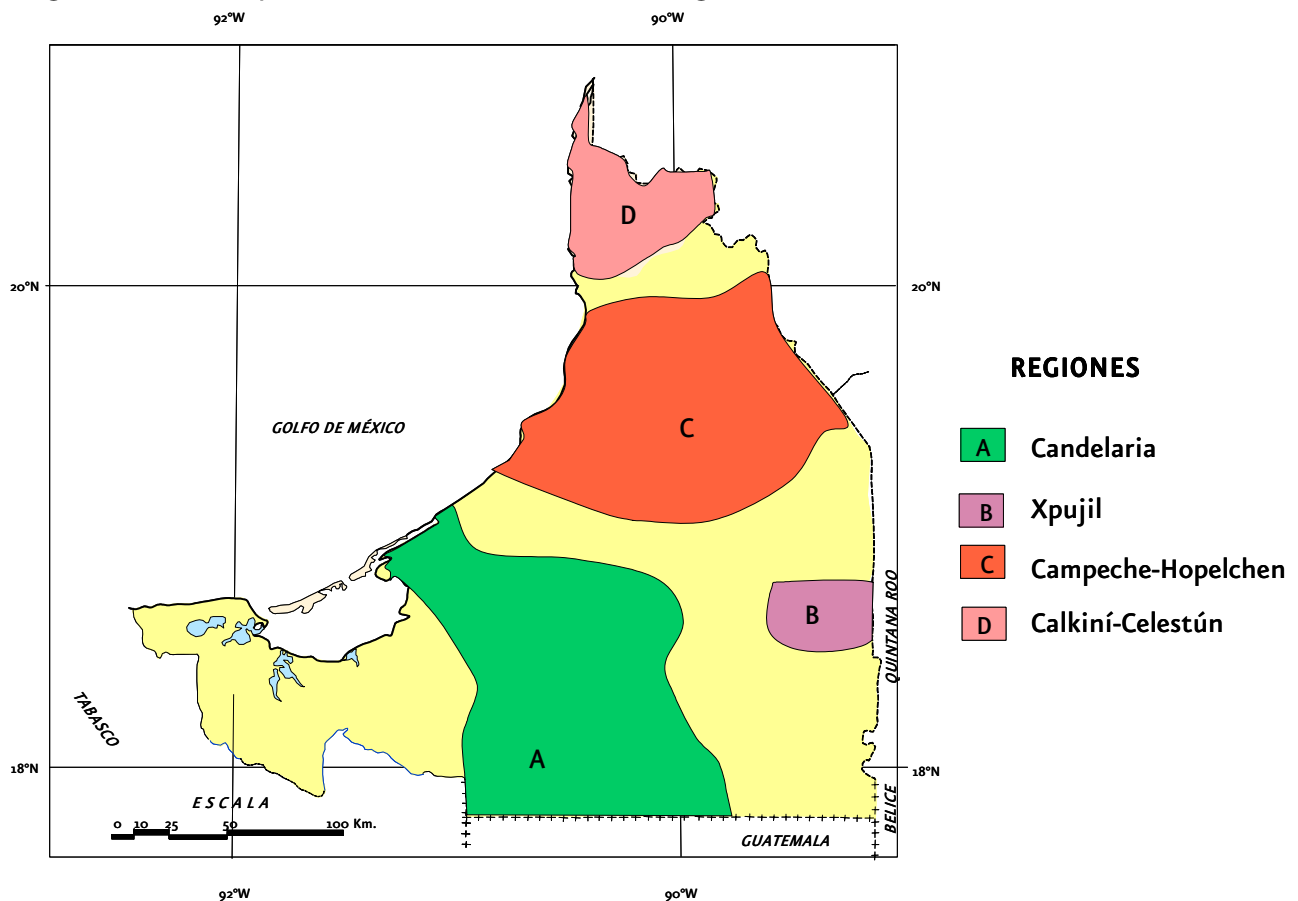 92°W 90°W
D
20°N 20°N
REGIONES
GOLFO DE MÉXICO
C
A Candelaria
B Xpujil
C Campeche-Hopelchen
D Calkiní-Celestún
B
QUINTANA ROO
TABASCO
A
18°N 18°N
ESCALA
0 10 25 50 100 Km.
BELICE
GUATEMALA
92°W 90°W